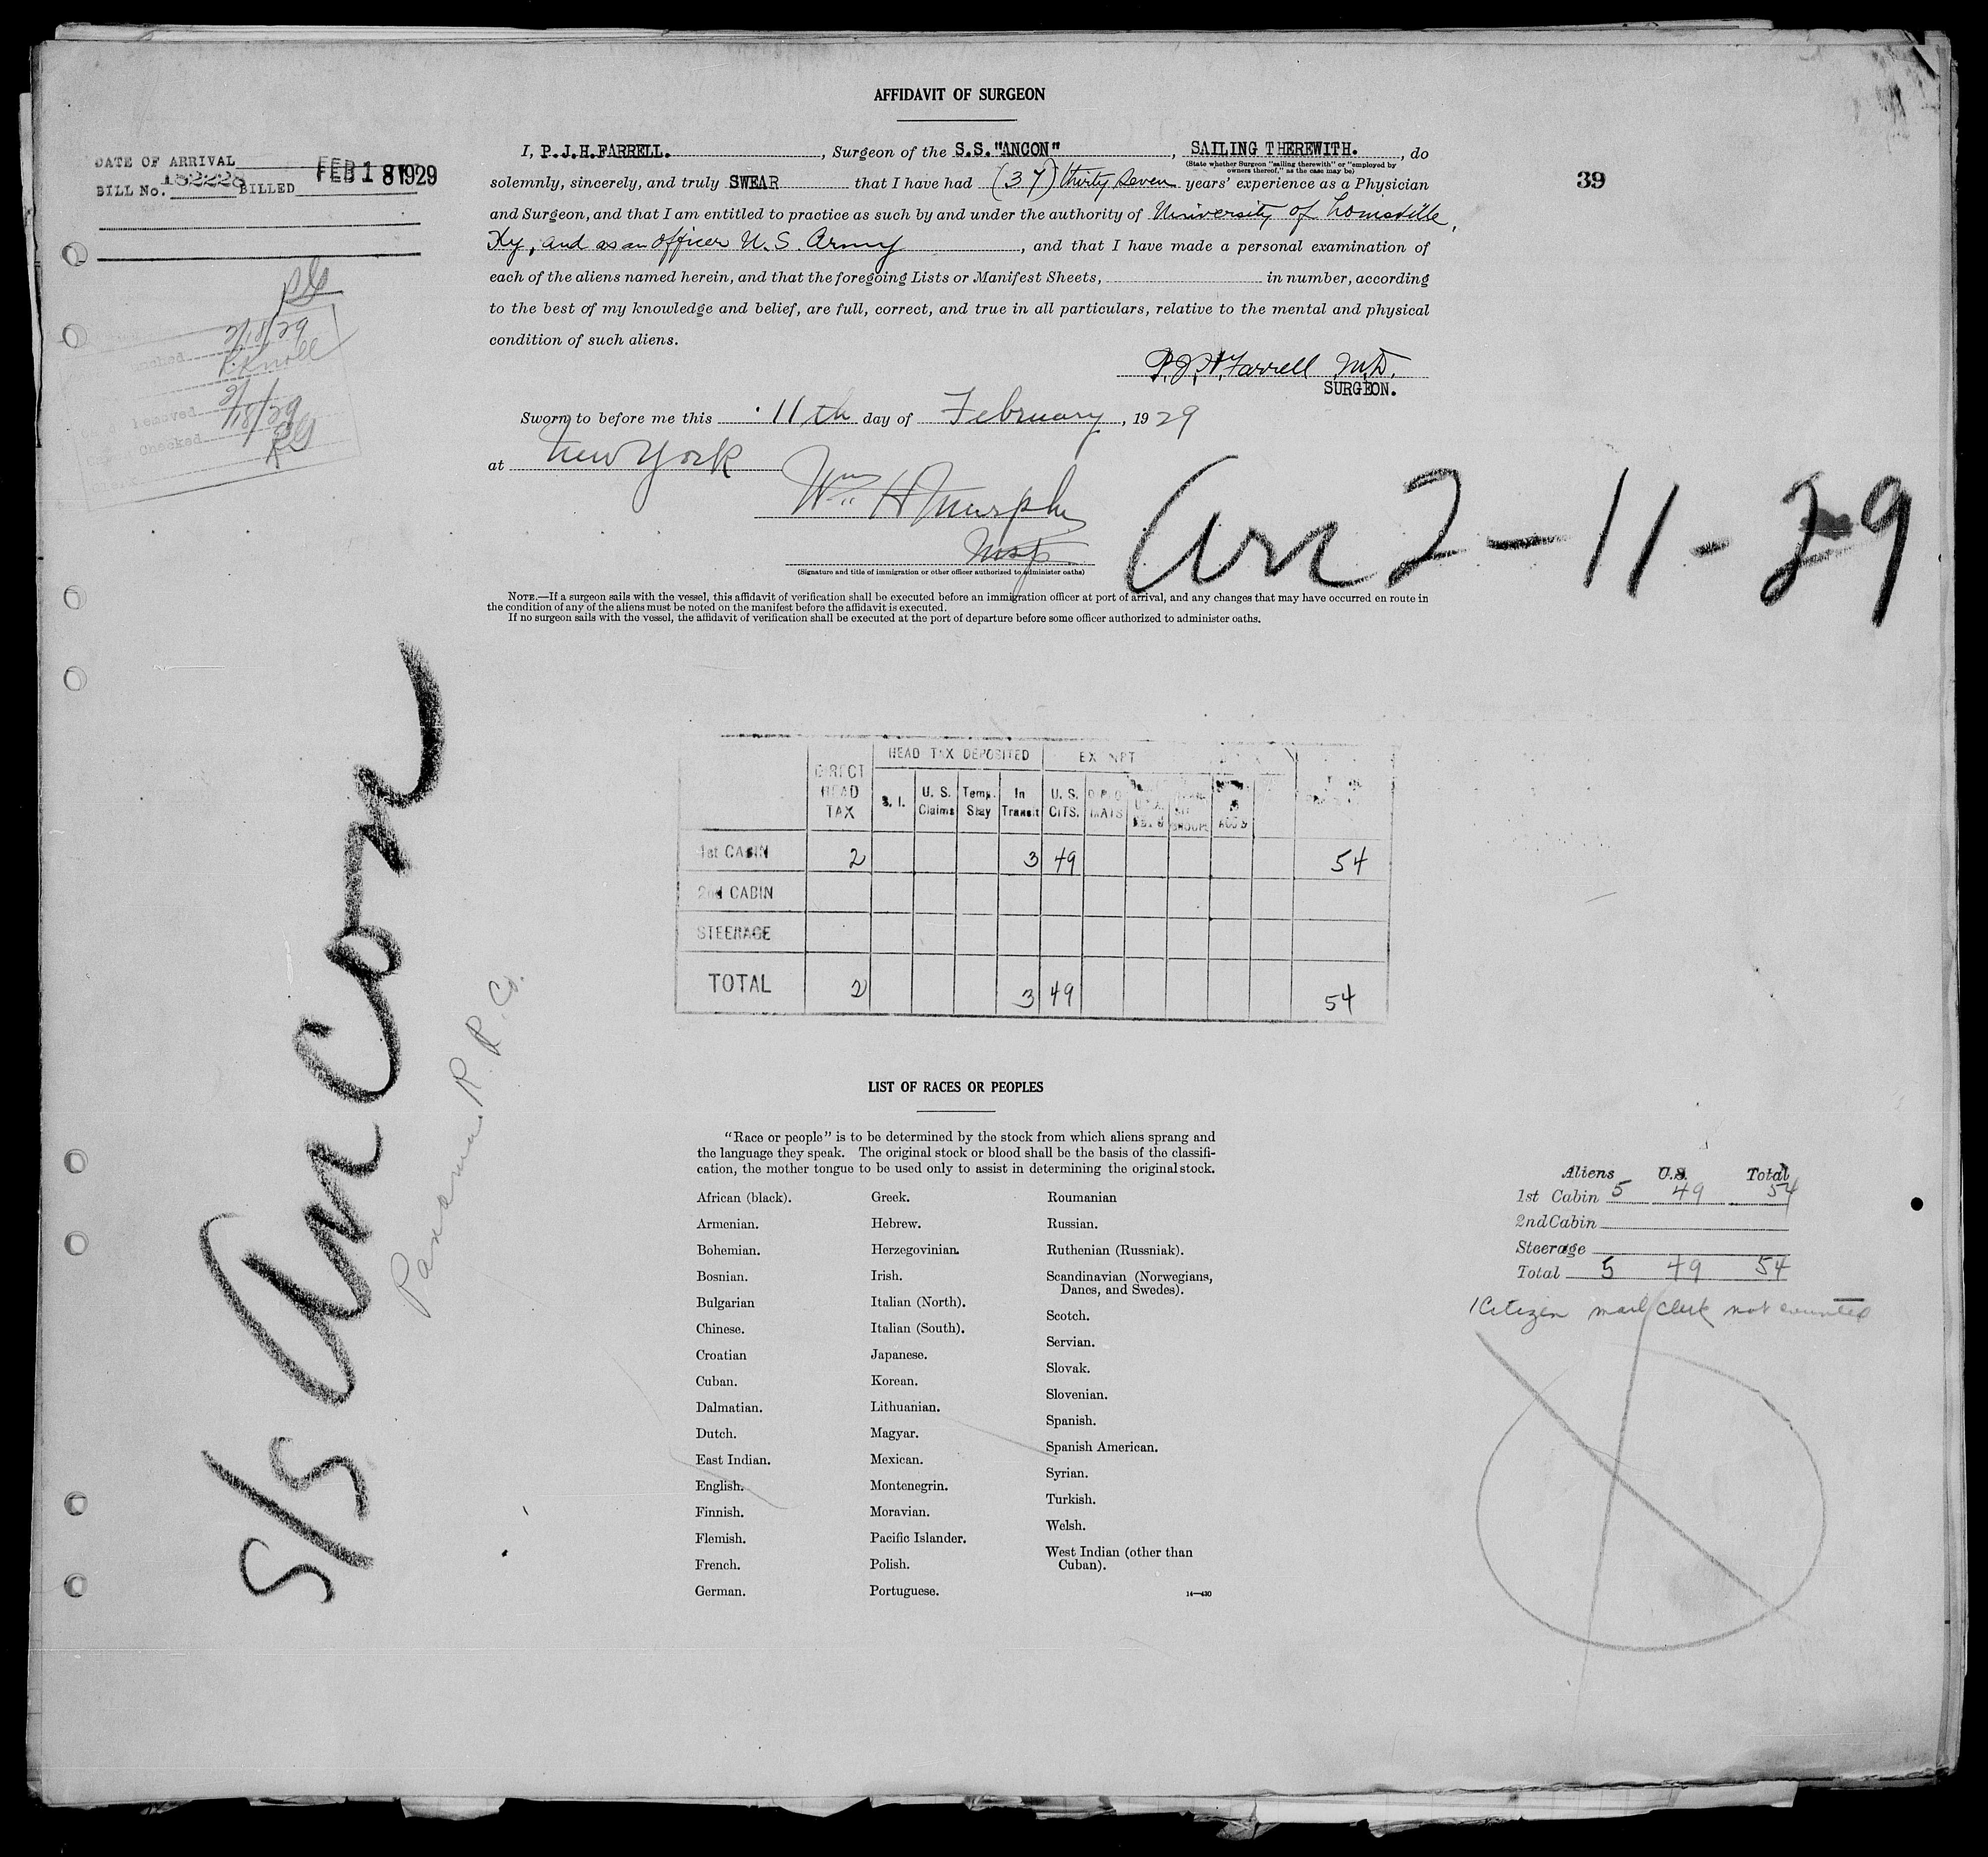 AFFIDAVIT OF SURGEON
DATE OF ARRIVAL
BILL No. 182228 BILLED FEB 18 1929
39
I, P.J.H.FARRELL. , Surgeon of the S.S."ANCON" , SAILING THEREWITH. , do
(State whether Surgeon "sailing therewith" or "employed by
owners thereof," as the case may be)
solemnly, sincerely, and truly SWEAR that I have had (37) thirty seven years' experience as a Physician
and Surgeon, and that I am entitled to practice as such by and under the authority of University of Louisville,
Ky, and as an officer U.S. Army , and that I have made a personal examination of
each of the aliens named herein, and that the foregoing Lists or Manifest Sheets, in number, according
to the best of my knowledge and belief, are full, correct, and true in all particulars, relative to the mental and physical
condition of such aliens.
P.J.H.Farrell M.D.
SURGEON.
Sworn to before me this 11th day of February, 1929
at New York
Wm H Murphy
Insp
(Signature and title of immigration or other officer authorized to administer oaths)
Arr 2-11-29
2/18/29
Knoll
removed 2/18/29
Checked
NOTE.—If a surgeon sails with the vessel, this affidavit of verification shall be executed before an immigration officer at port of arrival, and any changes that may have occurred en route in
the condition of any of the aliens must be noted on the manifest before the affidavit is executed.
If no surgeon sails with the vessel, the affidavit of verification shall be executed at the port of departure before some officer authorized to administer oaths.
S/S Ancon
Panama R. R. Co.
HEAD TAX DEPOSITED EXEMPT
DIRECT HEAD TAX S. I. U. S. Claims Temp. Stay In Transit U. S. CITS.
1st CABIN 2 3 49 54
2nd CABIN
STEERAGE
TOTAL 2 3 49 54
LIST OF RACES OR PEOPLES
"Race or people" is to be determined by the stock from which aliens sprang and
the language they speak. The original stock or blood shall be the basis of the classifi-
cation, the mother tongue to be used only to assist in determining the original stock.
African (black).
Armenian.
Bohemian.
Bosnian.
Bulgarian
Chinese.
Croatian
Cuban.
Dalmatian.
Dutch.
East Indian.
English.
Finnish.
Flemish.
French.
German.
Greek.
Hebrew.
Herzegovinian.
Irish.
Italian (North).
Italian (South).
Japanese.
Korean.
Lithuanian.
Magyar.
Mexican.
Montenegrin.
Moravian.
Pacific Islander.
Polish.
Portuguese.
Roumanian
Russian.
Ruthenian (Russniak).
Scandinavian (Norwegians,
Danes, and Swedes).
Scotch.
Servian.
Slovak.
Slovenian.
Spanish.
Spanish American.
Syrian.
Turkish.
Welsh.
West Indian (other than
Cuban).
14—430
Aliens U.S. Total
1st Cabin 5 49 54
2nd Cabin
Steerage
Total 5 49 54
1 Citizen mail clerk not counted